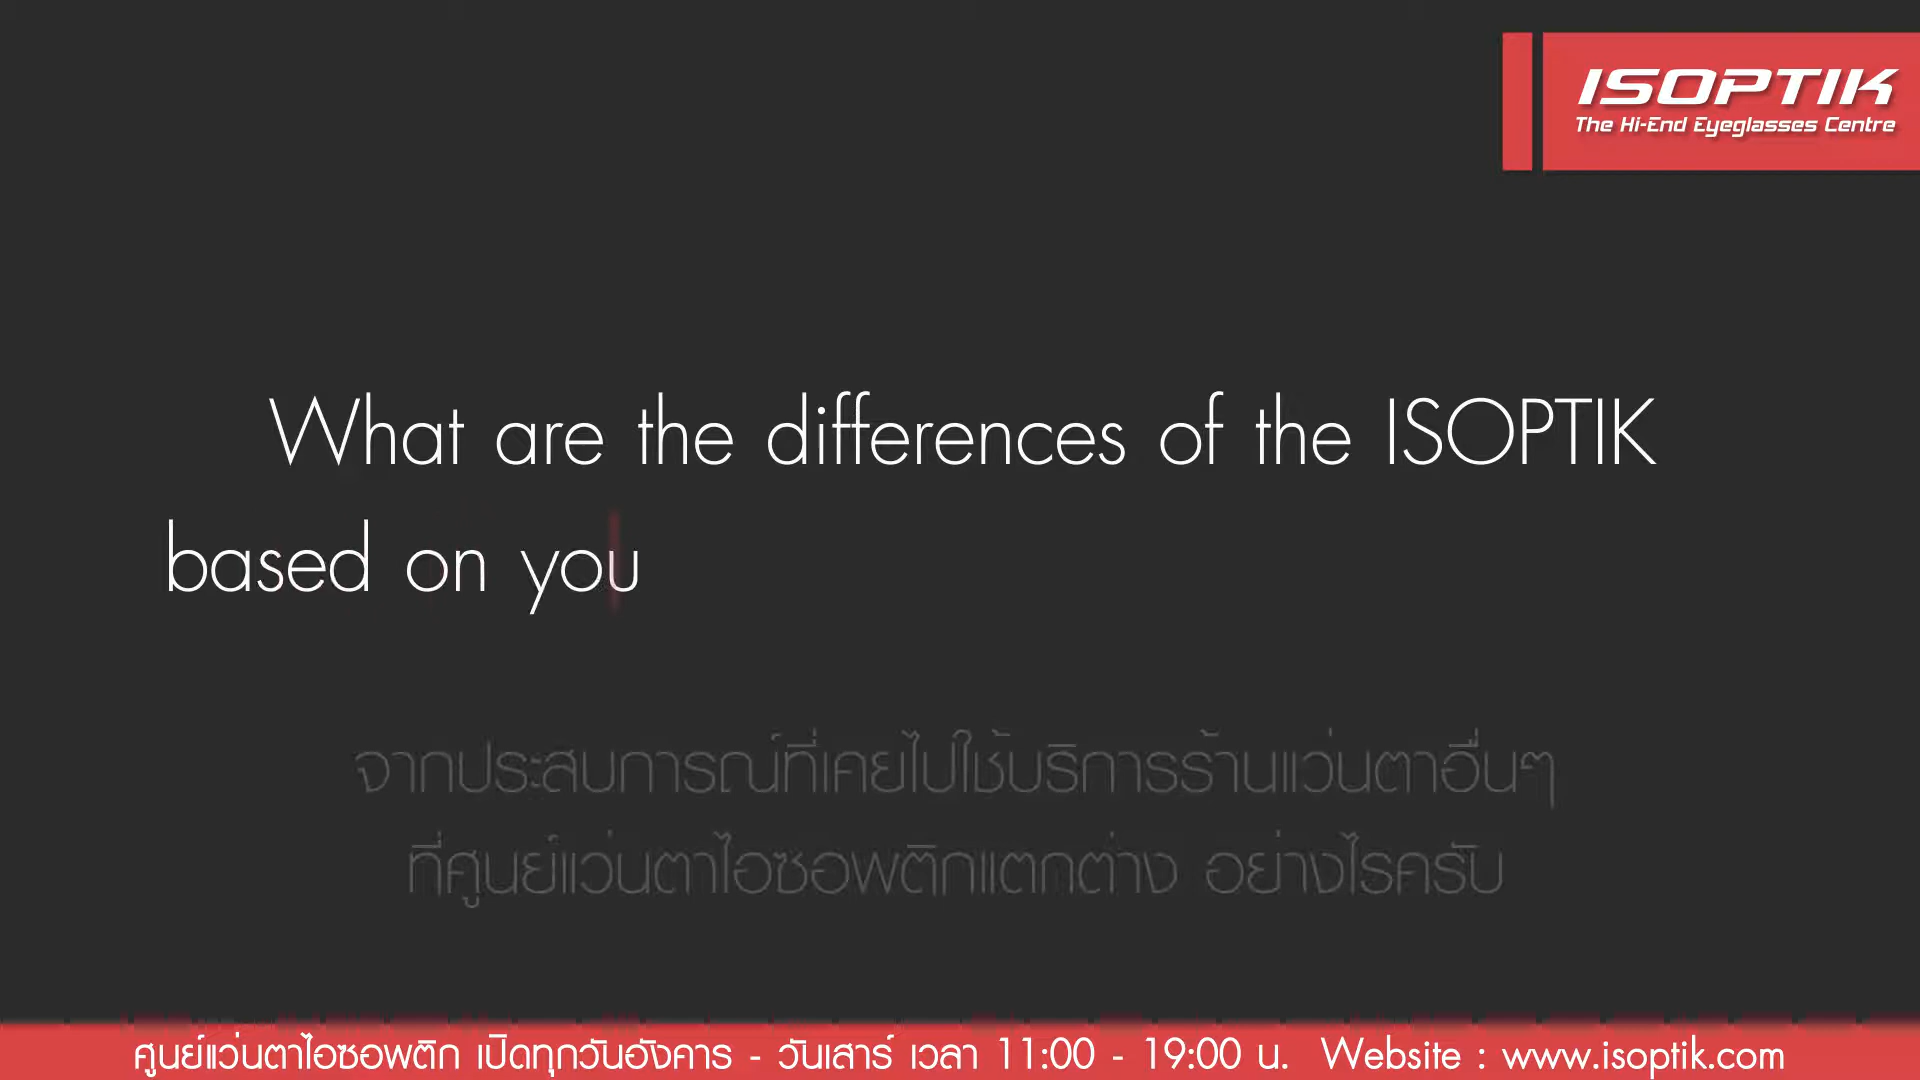 ISOPTIK
The Hi-End Eyeglasses Centre
What are the differences of the ISOPTIK
based on you
จากประสบการณ์ที่เคยไปใช้บริการร้านแว่นตาอื่นๆ
ที่ศูนย์แว่นตาไอซอพติกแตกต่าง อย่างไรครับ
ศูนย์แว่นตาไอซอพติก เปิดทุกวันอังคาร - วันเสาร์ เวลา 11:00 - 19:00 น. Website : www.isoptik.com